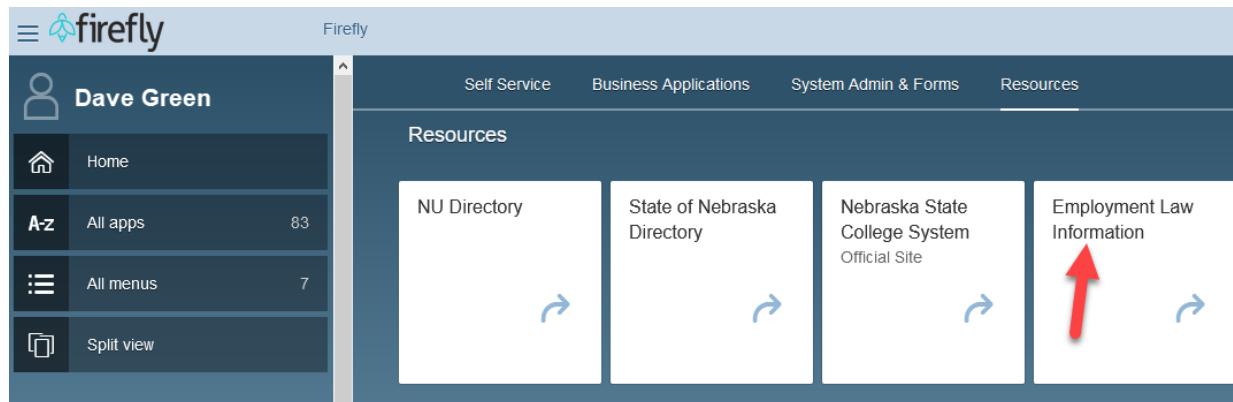 firefly
Firefly
Dave Green
Home
A-Z All apps 83
All menus 7
Split view
Self Service Business Applications System Admin & Forms Resources
Resources
NU Directory
State of Nebraska
Directory
Nebraska State
College System
Official Site
Employment Law
Information